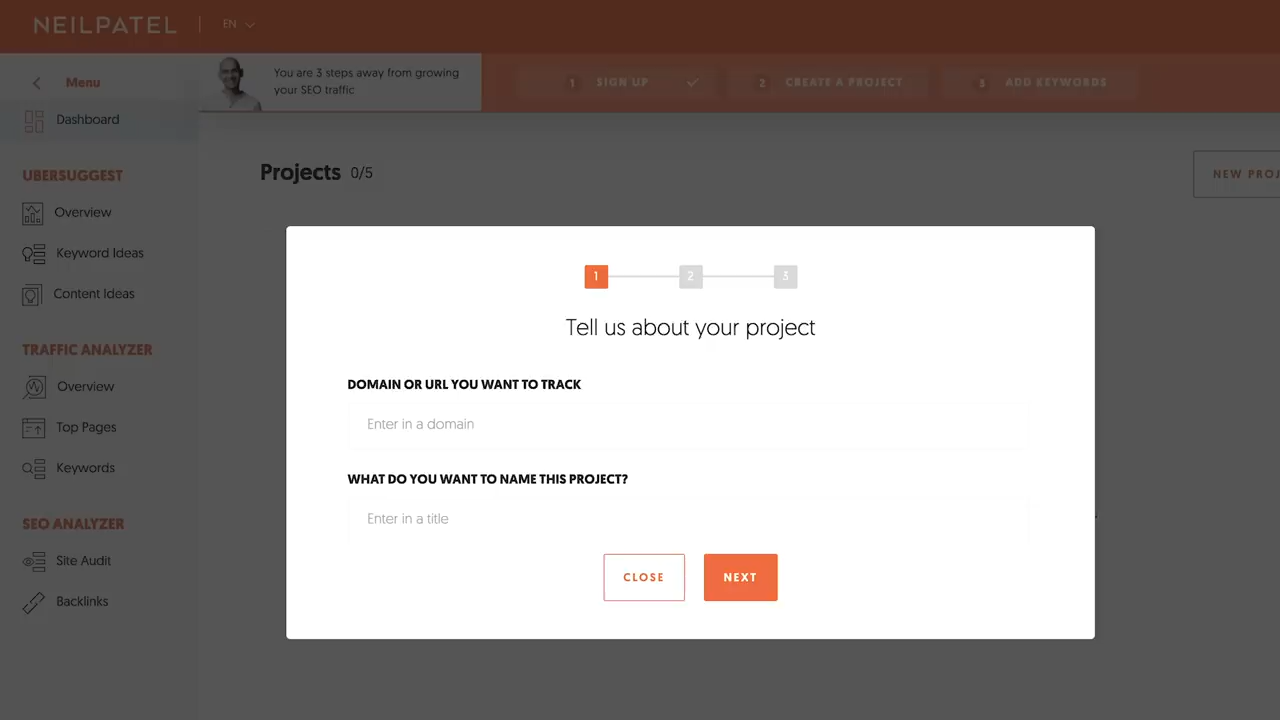 NEILPATEL
EN
Menu
You are 3 steps away from growing
your SEO traffic
1 SIGN UP
2 CREATE A PROJECT
3 ADD KEYWORDS
Dashboard
Projects 0/5
NEW PROJ
UBERSUGGEST
Overview
Keyword Ideas
Content Ideas
TRAFFIC ANALYZER
Overview
Top Pages
Keywords
SEO ANALYZER
Site Audit
Backlinks
1 2 3
Tell us about your project
DOMAIN OR URL YOU WANT TO TRACK
Enter in a domain
WHAT DO YOU WANT TO NAME THIS PROJECT?
Enter in a title
CLOSE
NEXT